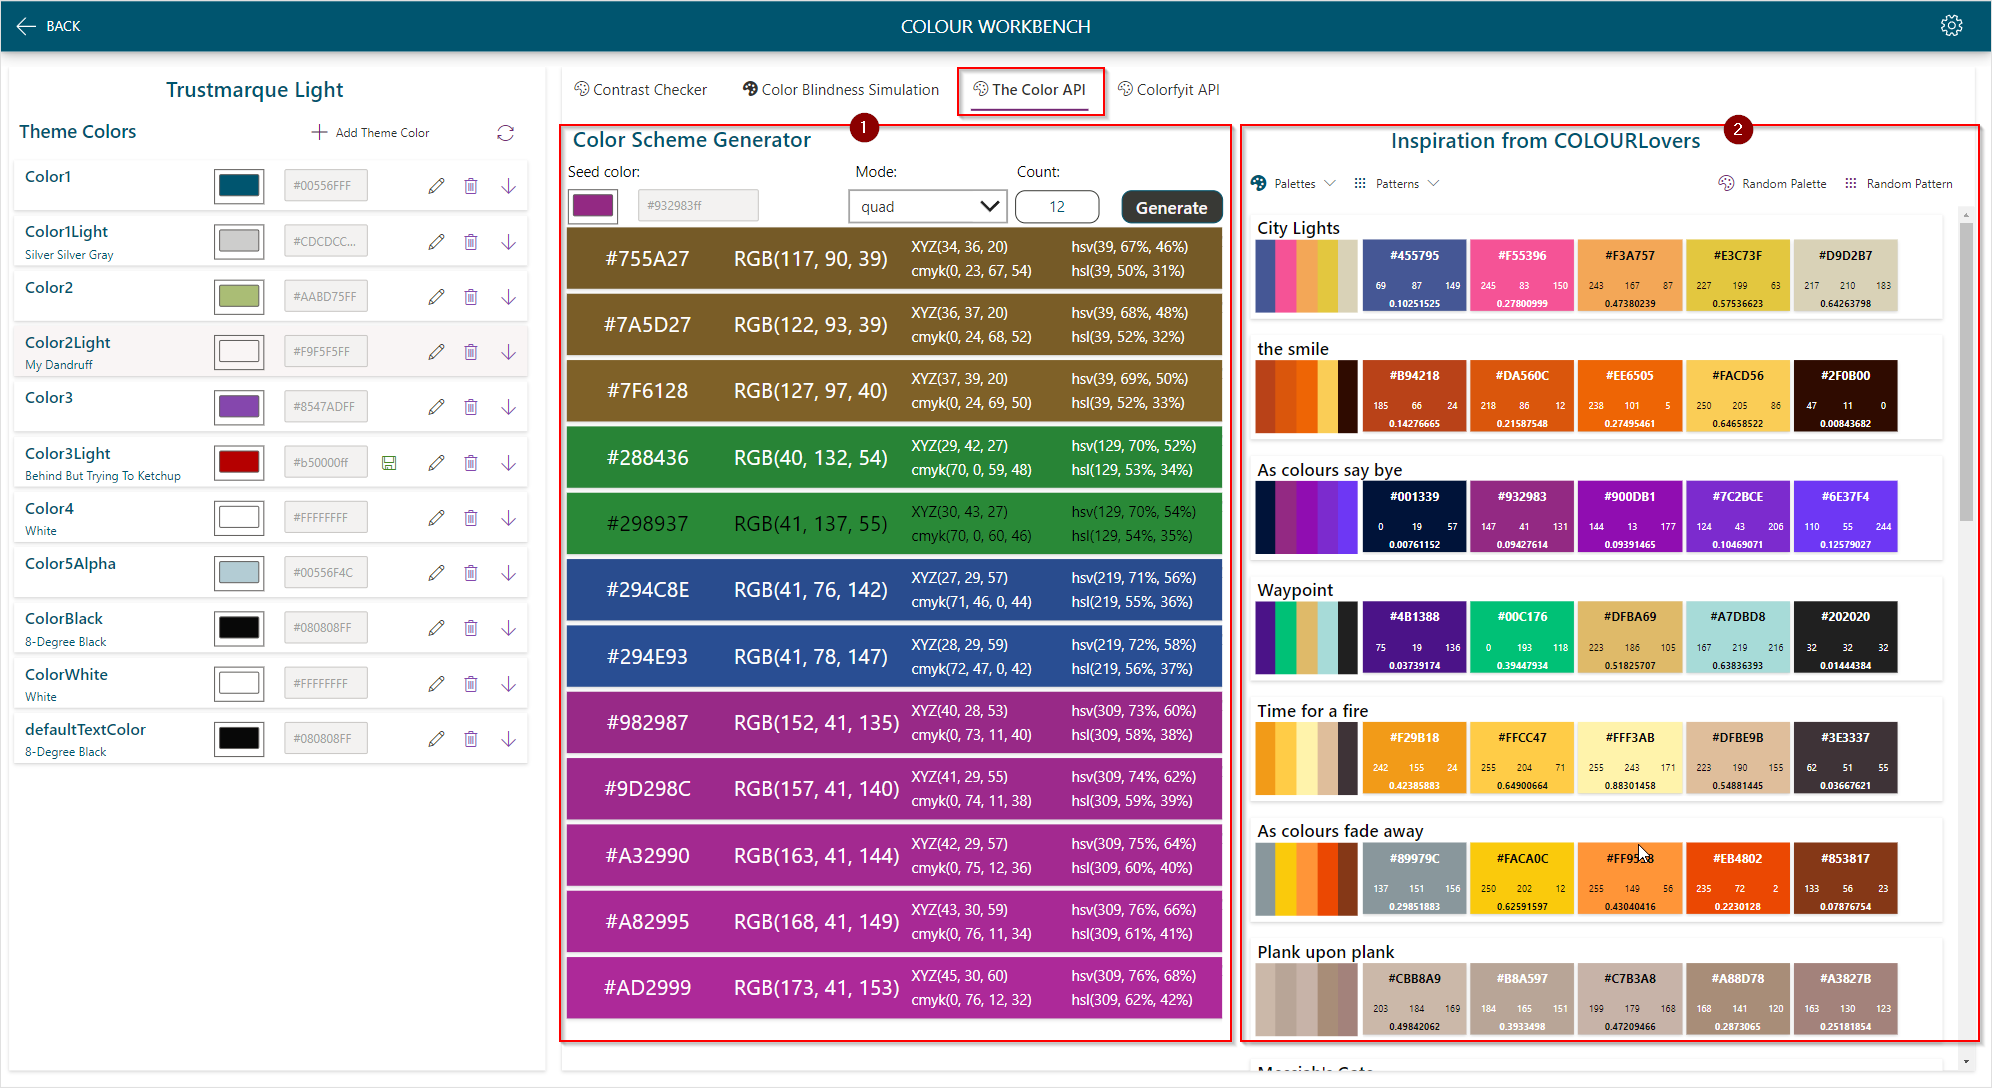 BACK
COLOUR WORKBENCH
Trustmarque Light
Theme Colors
Add Theme Color
Color1
#00556FFF
Color1Light
Silver Silver Gray
#CDCDCC...
Color2
#AABD75FF
Color2Light
My Dandruff
#F9F5F5FF
Color3
#8547ADFF
Color3Light
Behind But Trying To Ketchup
#b50000ff
Color4
White
#FFFFFFFF
Color5Alpha
#00556F4C
ColorBlack
8-Degree Black
#080808FF
ColorWhite
White
#FFFFFFFF
defaultTextColor
8-Degree Black
#080808FF
Contrast Checker
Color Blindness Simulation
The Color API
Colorfyit API
1
Color Scheme Generator
Seed color:
Mode:
Count:
#932983ff
quad
12
Generate
#755A27 RGB(117, 90, 39) XYZ(34, 36, 20) hsv(39, 67%, 46%)
cmyk(0, 23, 67, 54) hsl(39, 50%, 31%)
#7A5D27 RGB(122, 93, 39) XYZ(36, 37, 20) hsv(39, 68%, 48%)
cmyk(0, 24, 68, 52) hsl(39, 52%, 32%)
#7F6128 RGB(127, 97, 40) XYZ(37, 39, 20) hsv(39, 69%, 50%)
cmyk(0, 24, 69, 50) hsl(39, 52%, 33%)
#288436 RGB(40, 132, 54) XYZ(29, 42, 27) hsv(129, 70%, 52%)
cmyk(70, 0, 59, 48) hsl(129, 53%, 34%)
#298937 RGB(41, 137, 55) XYZ(30, 43, 27) hsv(129, 70%, 54%)
cmyk(70, 0, 60, 46) hsl(129, 54%, 35%)
#294C8E RGB(41, 76, 142) XYZ(27, 29, 57) hsv(219, 71%, 56%)
cmyk(71, 46, 0, 44) hsl(219, 55%, 36%)
#294E93 RGB(41, 78, 147) XYZ(28, 29, 59) hsv(219, 72%, 58%)
cmyk(72, 47, 0, 42) hsl(219, 56%, 37%)
#982987 RGB(152, 41, 135) XYZ(40, 28, 53) hsv(309, 73%, 60%)
cmyk(0, 73, 11, 40) hsl(309, 58%, 38%)
#9D298C RGB(157, 41, 140) XYZ(41, 29, 55) hsv(309, 74%, 62%)
cmyk(0, 74, 11, 38) hsl(309, 59%, 39%)
#A32990 RGB(163, 41, 144) XYZ(42, 29, 57) hsv(309, 75%, 64%)
cmyk(0, 75, 12, 36) hsl(309, 60%, 40%)
#A82995 RGB(168, 41, 149) XYZ(43, 30, 59) hsv(309, 76%, 66%)
cmyk(0, 76, 11, 34) hsl(309, 61%, 41%)
#AD2999 RGB(173, 41, 153) XYZ(45, 30, 60) hsv(309, 76%, 68%)
cmyk(0, 76, 12, 32) hsl(309, 62%, 42%)
2
Inspiration from COLOURLovers
Palettes
Patterns
Random Palette
Random Pattern
City Lights
#455795 #F55396 #F3A757 #E3C73F #D9D2B7
69 87 149 245 83 150 243 167 87 227 199 63 217 210 183
0.10251525 0.27800999 0.47380239 0.57536623 0.64263798
the smile
#B94218 #DA560C #EE6505 #FACD56 #2F0B00
185 66 24 218 86 12 238 101 5 250 205 86 47 11 0
0.14276665 0.21587548 0.27495461 0.64658522 0.00843682
As colours say bye
#001339 #932983 #900DB1 #7C2BCE #6E37F4
0 19 57 147 41 131 144 13 177 124 43 206 110 55 244
0.00761152 0.09427614 0.09391465 0.10469071 0.12579027
Waypoint
#4B1388 #00C176 #DFBA69 #A7DBD8 #202020
75 19 136 0 193 118 223 186 105 167 219 216 32 32 32
0.03739174 0.39447934 0.51825707 0.63836393 0.01444384
Time for a fire
#F29B18 #FFCC47 #FFF3AB #DFBE9B #3E3337
242 155 24 255 204 71 255 243 171 223 190 155 62 51 55
0.42385883 0.64900664 0.88301458 0.54881445 0.03667621
As colours fade away
#89979C #FACA0C #EB4802 #853817
137 151 156 250 202 12 255 149 56 235 72 2 133 56 23
0.29851883 0.62591597 0.43040416 0.2230128 0.07876754
Plank upon plank
#CBB8A9 #B8A597 #C7B3A8 #A88D78 #A3827B
203 184 169 184 165 151 199 179 168 168 141 120 163 130 123
0.49842062 0.3933498 0.47209466 0.2873065 0.25181854